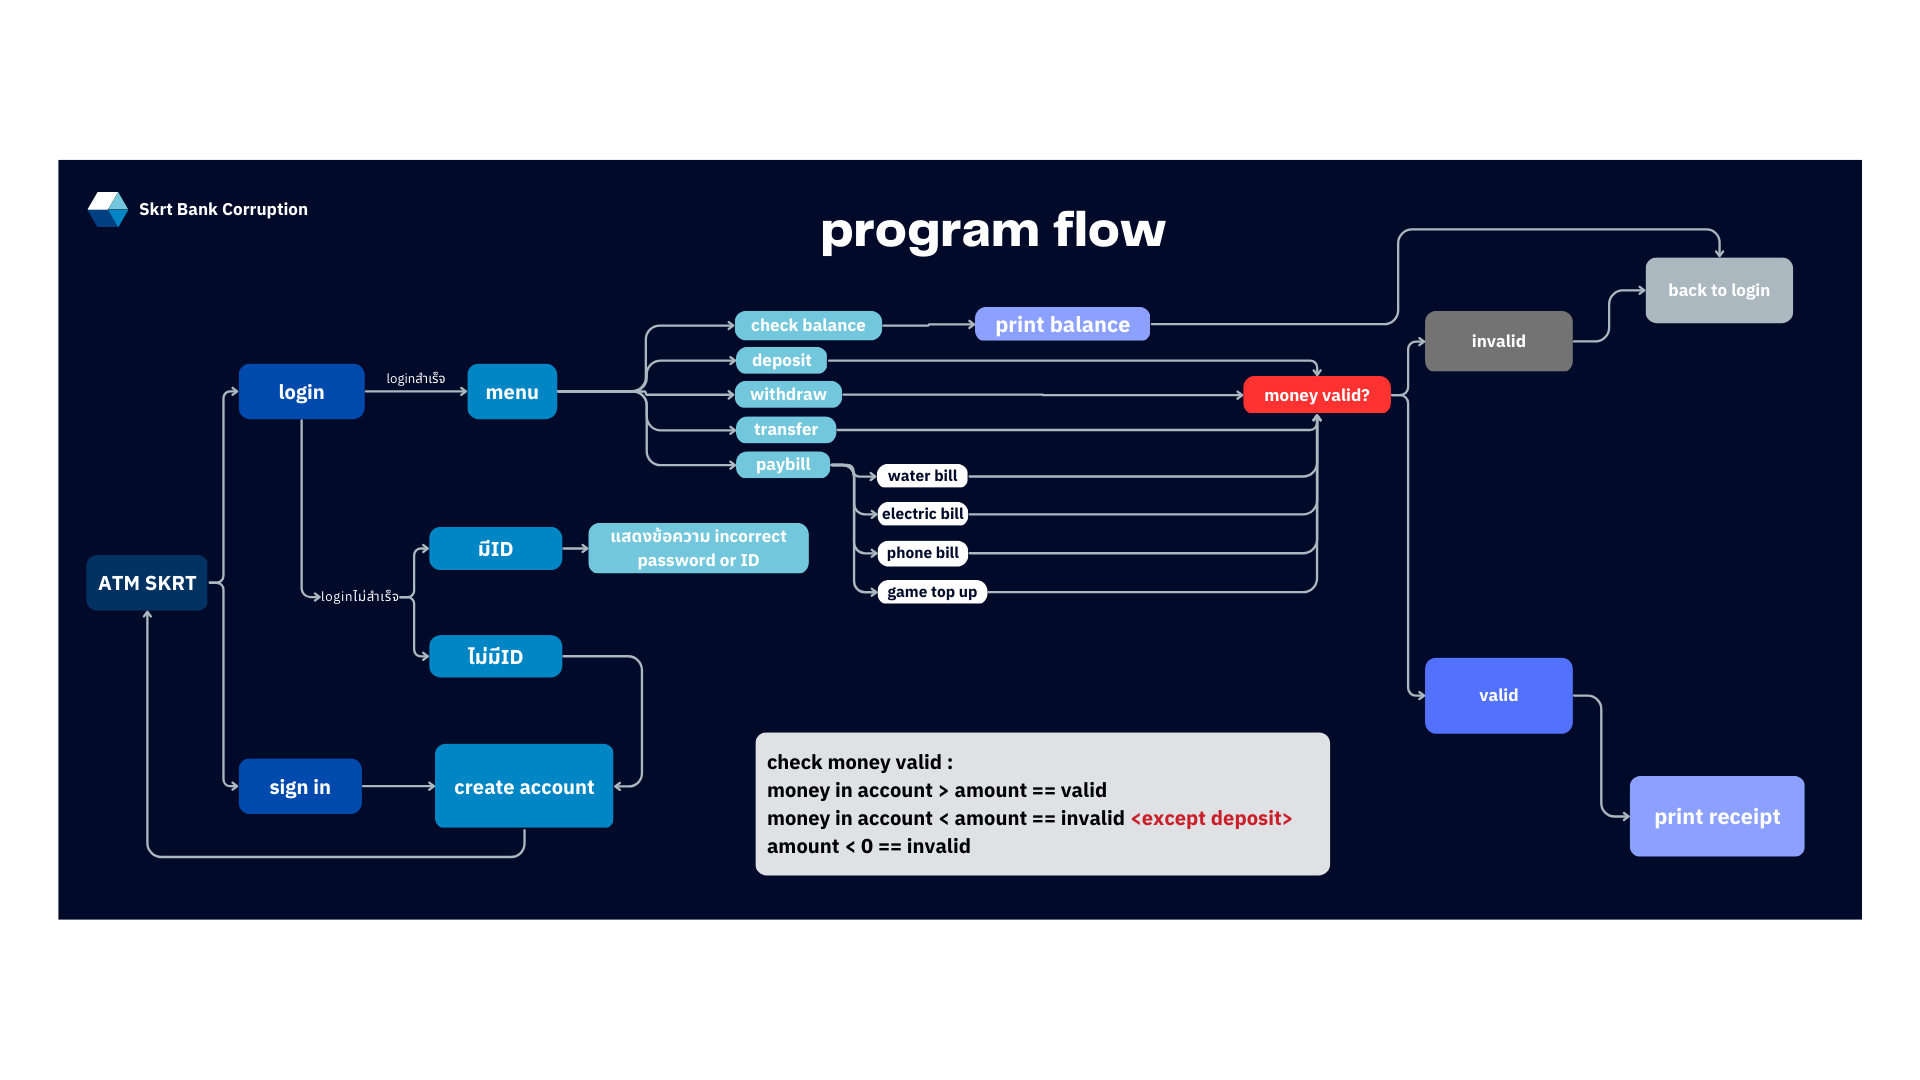 Skrt Bank Corruption
program flow
back to login
check balance
print balance
invalid
deposit
login
loginสำเร็จ
menu
withdraw
money valid?
transfer
paybill
water bill
electric bill
phone bill
game top up
มีID
แสดงข้อความ incorrect
password or ID
ATM SKRT
loginไม่สำเร็จ
ไม่มีID
valid
sign in
create account
check money valid :
money in account > amount == valid
money in account < amount == invalid <except deposit>
amount < 0 == invalid
print receipt